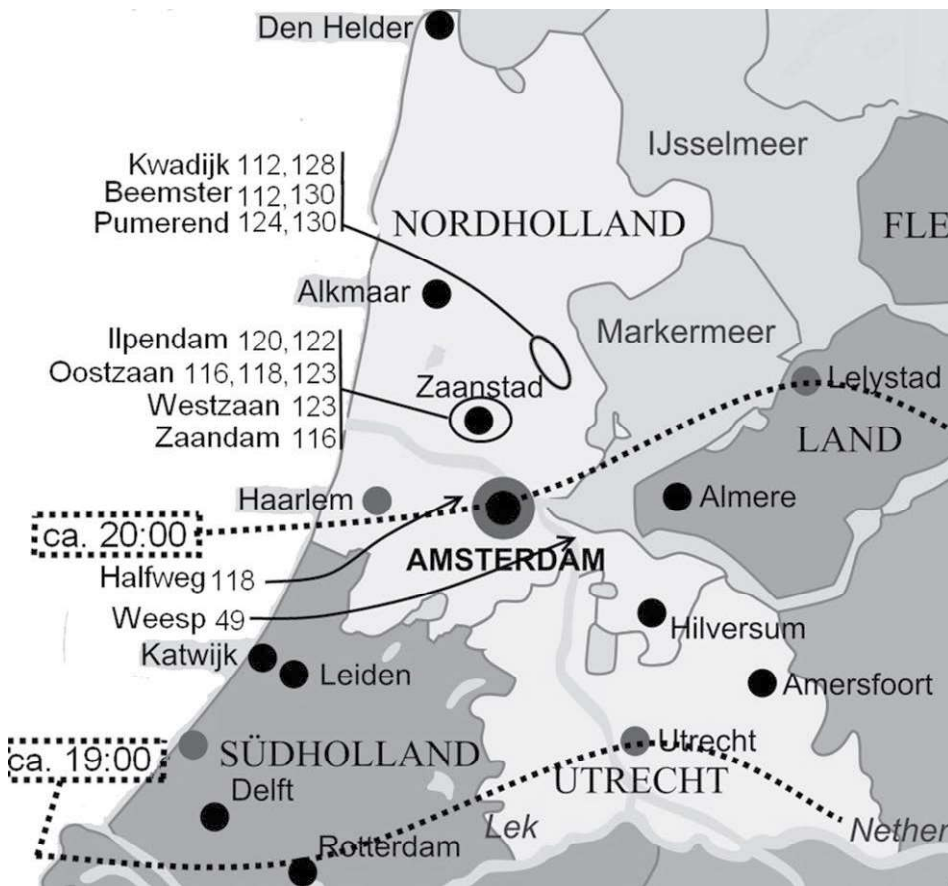 Den Helder
IJsselmeer
Kwadijk 112,128
Beemster 112,130
Pumerend 124,130
NORDHOLLAND
FLE
Alkmaar
Markermeer
Ilpendam 120,122
Oostzaan 116,118,123
Westzaan 123
Zaandam 116
Zaanstad
Lelystad
LAND
Haarlem
Almere
ca. 20:00
AMSTERDAM
Halfweg 118
Weesp 49
Hilversum
Katwijk
Leiden
Amersfoort
ca. 19:00
SÜDHOLLAND
Utrecht
UTRECHT
Delft
Lek
Nether
Rotterdam